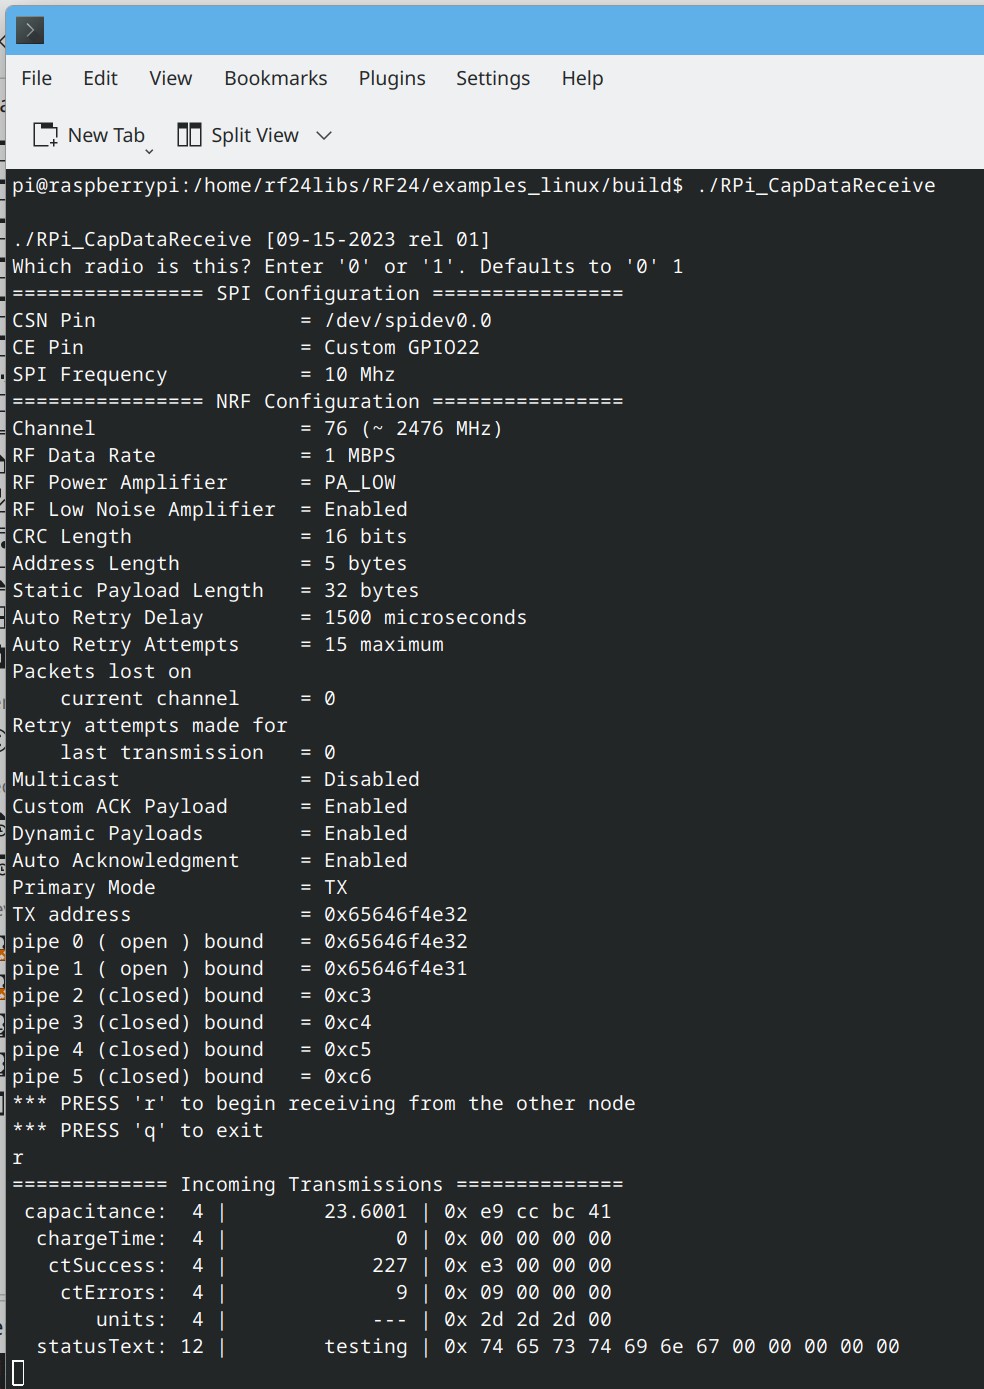 File Edit View Bookmarks Plugins Settings Help
New Tab Split View
pi@raspberrypi:/home/rf24libs/RF24/examples_linux/build$ ./RPi_CapDataReceive
./RPi_CapDataReceive [09-15-2023 rel 01]
Which radio is this? Enter '0' or '1'. Defaults to '0' 1
================ SPI Configuration ================
CSN Pin                 = /dev/spidev0.0
CE Pin                  = Custom GPIO22
SPI Frequency           = 10 Mhz
================ NRF Configuration ================
Channel                 = 76 (~ 2476 MHz)
RF Data Rate            = 1 MBPS
RF Power Amplifier      = PA_LOW
RF Low Noise Amplifier  = Enabled
CRC Length              = 16 bits
Address Length          = 5 bytes
Static Payload Length   = 32 bytes
Auto Retry Delay        = 1500 microseconds
Auto Retry Attempts     = 15 maximum
Packets lost on
    current channel     = 0
Retry attempts made for
    last transmission   = 0
Multicast               = Disabled
Custom ACK Payload      = Enabled
Dynamic Payloads        = Enabled
Auto Acknowledgment     = Enabled
Primary Mode            = TX
TX address              = 0x65646f4e32
pipe 0 ( open ) bound   = 0x65646f4e32
pipe 1 ( open ) bound   = 0x65646f4e31
pipe 2 (closed) bound   = 0xc3
pipe 3 (closed) bound   = 0xc4
pipe 4 (closed) bound   = 0xc5
pipe 5 (closed) bound   = 0xc6
*** PRESS 'r' to begin receiving from the other node
*** PRESS 'q' to exit
r
============= Incoming Transmissions ==============
 capacitance:  4 |        23.6001 | 0x e9 cc bc 41
  chargeTime:  4 |              0 | 0x 00 00 00 00
   ctSuccess:  4 |            227 | 0x e3 00 00 00
    ctErrors:  4 |              9 | 0x 09 00 00 00
       units:  4 |            --- | 0x 2d 2d 2d 00
  statusText: 12 |        testing | 0x 74 65 73 74 69 6e 67 00 00 00 00 00